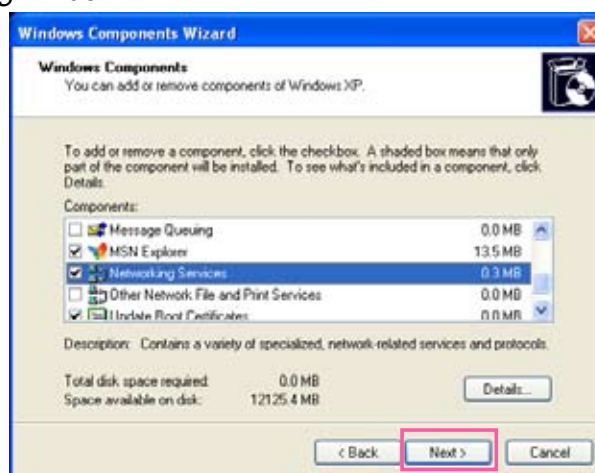 Windows Components Wizard
Windows Components
You can add or remove components of Windows XP.
To add or remove a component, click the checkbox. A shaded box means that only
part of the component will be installed. To see what's included in a component, click
Details.
Components:
Message Queuing 0.0 MB
MSN Explorer 13.5 MB
Networking Services 0.3 MB
Other Network File and Print Services 0.0 MB
Update Root Certificates 0.0 MB
Description: Contains a variety of specialized, network-related services and protocols.
Total disk space required: 0.0 MB
Space available on disk: 12125.4 MB
Details...
< Back Next > Cancel